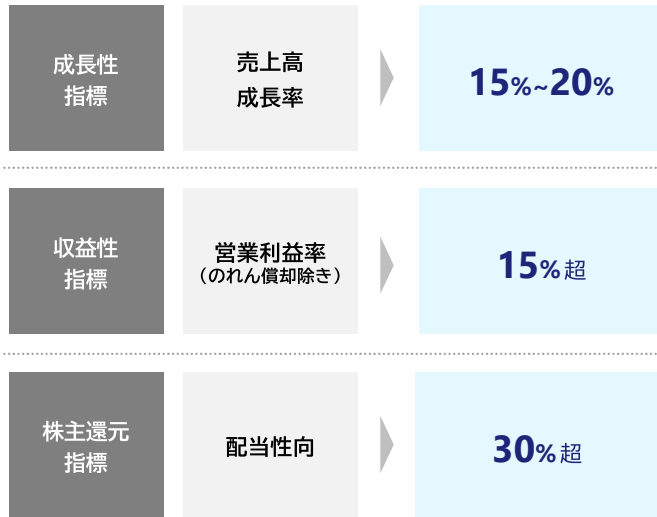 成長性
指標
売上高
成長率
15%~20%
収益性
指標
営業利益率
（のれん償却除き）
15%超
株主還元
指標
配当性向
30%超